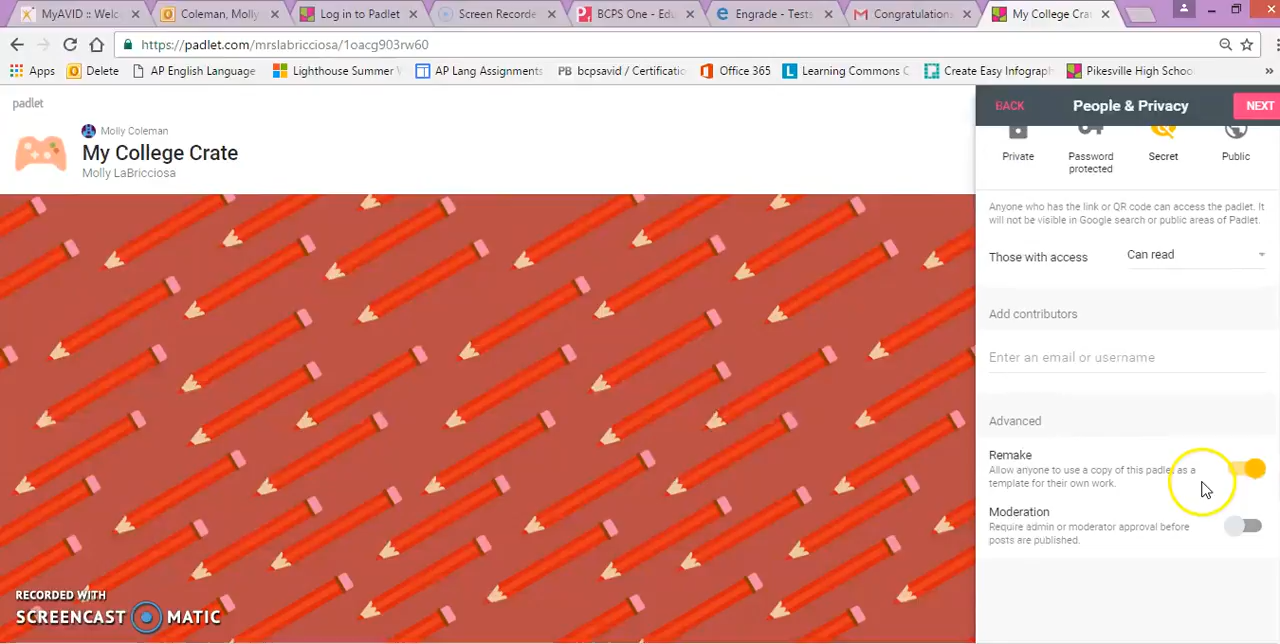 MyAVID :: Welc
Coleman, Molly
Log in to Padlet
Screen Recorde
BCPS One - Edu
Engrade - Tests
Congratulation
My College Cra
https://padlet.com/mrslabricciosa/1oacg903rw60
Apps
Delete
AP English Language
Lighthouse Summer
AP Lang Assignments
PB bcpsavid / Certificatio
Office 365
Learning Commons C
Create Easy Infograph
Pikesville High Schoo
padlet
Molly Coleman
My College Crate
Molly LaBricciosa
BACK
People & Privacy
NEXT
Private
Password
protected
Secret
Public
Anyone who has the link or QR code can access the padlet. It
will not be visible in Google search or public areas of Padlet.
Those with access
Can read
Add contributors
Enter an email or username
Advanced
Remake
Allow anyone to use a copy of this padlet as a
template for their own work.
Moderation
Require admin or moderator approval before
posts are published.
RECORDED WITH
SCREENCAST MATIC